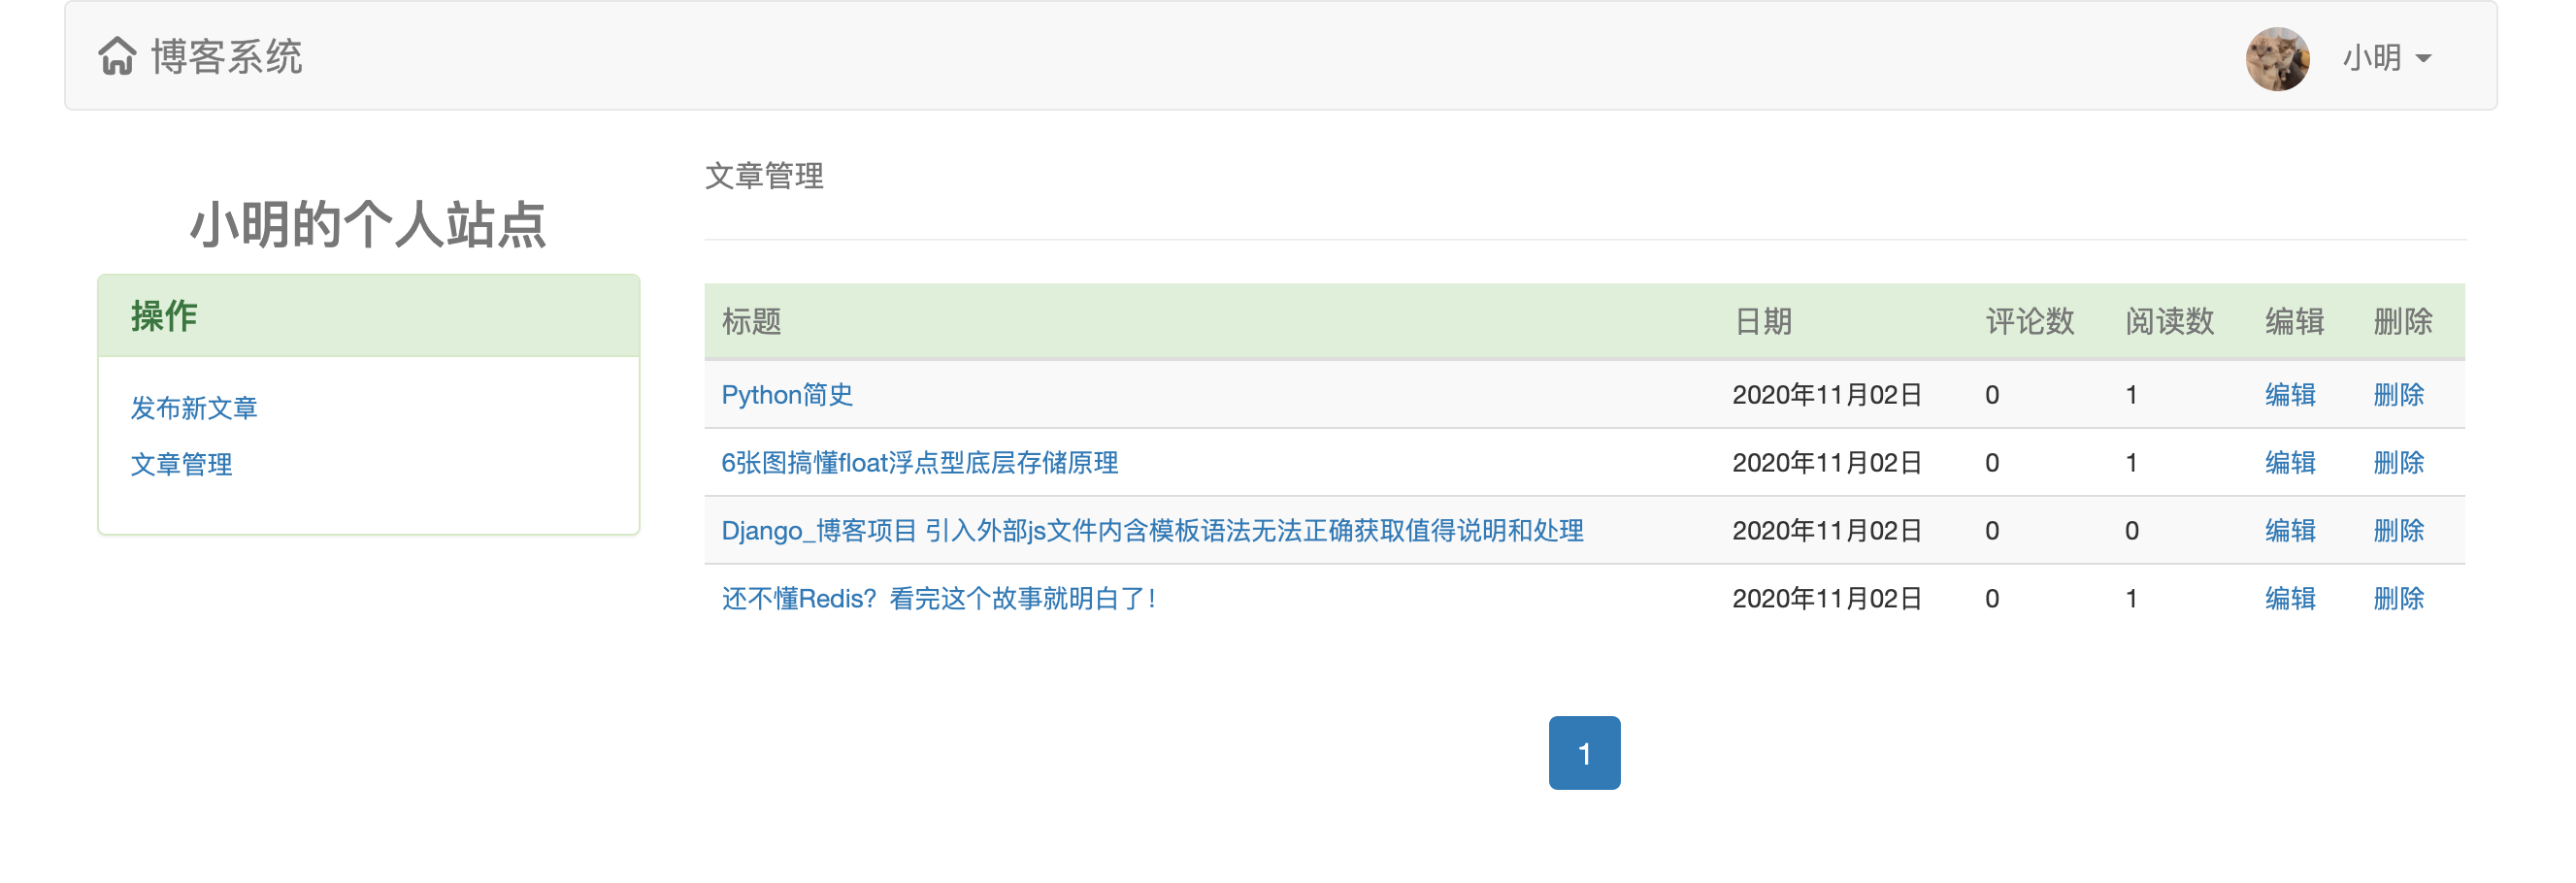 博客系统
小明
小明的个人站点
操作
发布新文章
文章管理
文章管理
标题 日期 评论数 阅读数 编辑 删除
Python简史 2020年11月02日 0 1 编辑 删除
6张图搞懂float浮点型底层存储原理 2020年11月02日 0 1 编辑 删除
Django_博客项目 引入外部js文件内含模板语法无法正确获取值得说明和处理 2020年11月02日 0 0 编辑 删除
还不懂Redis？看完这个故事就明白了！ 2020年11月02日 0 1 编辑 删除
1